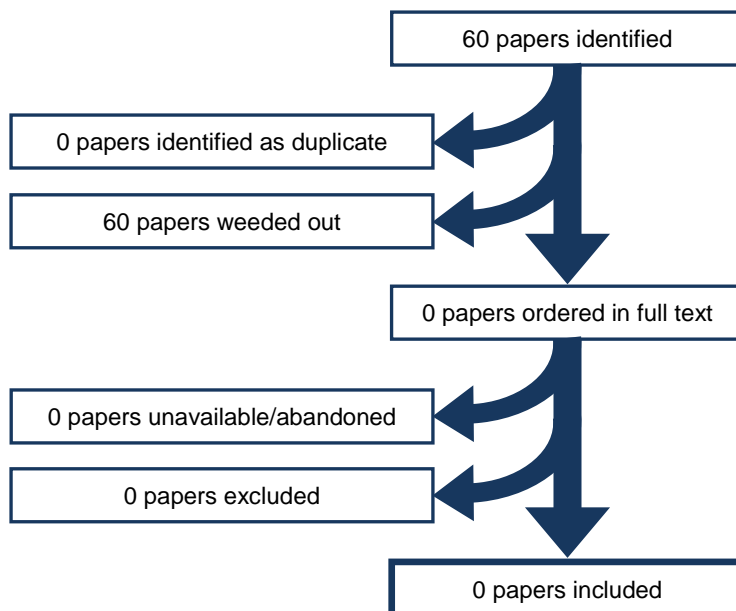 60 papers identified
0 papers identified as duplicate
60 papers weeded out
0 papers ordered in full text
0 papers unavailable/abandoned
0 papers excluded
0 papers included